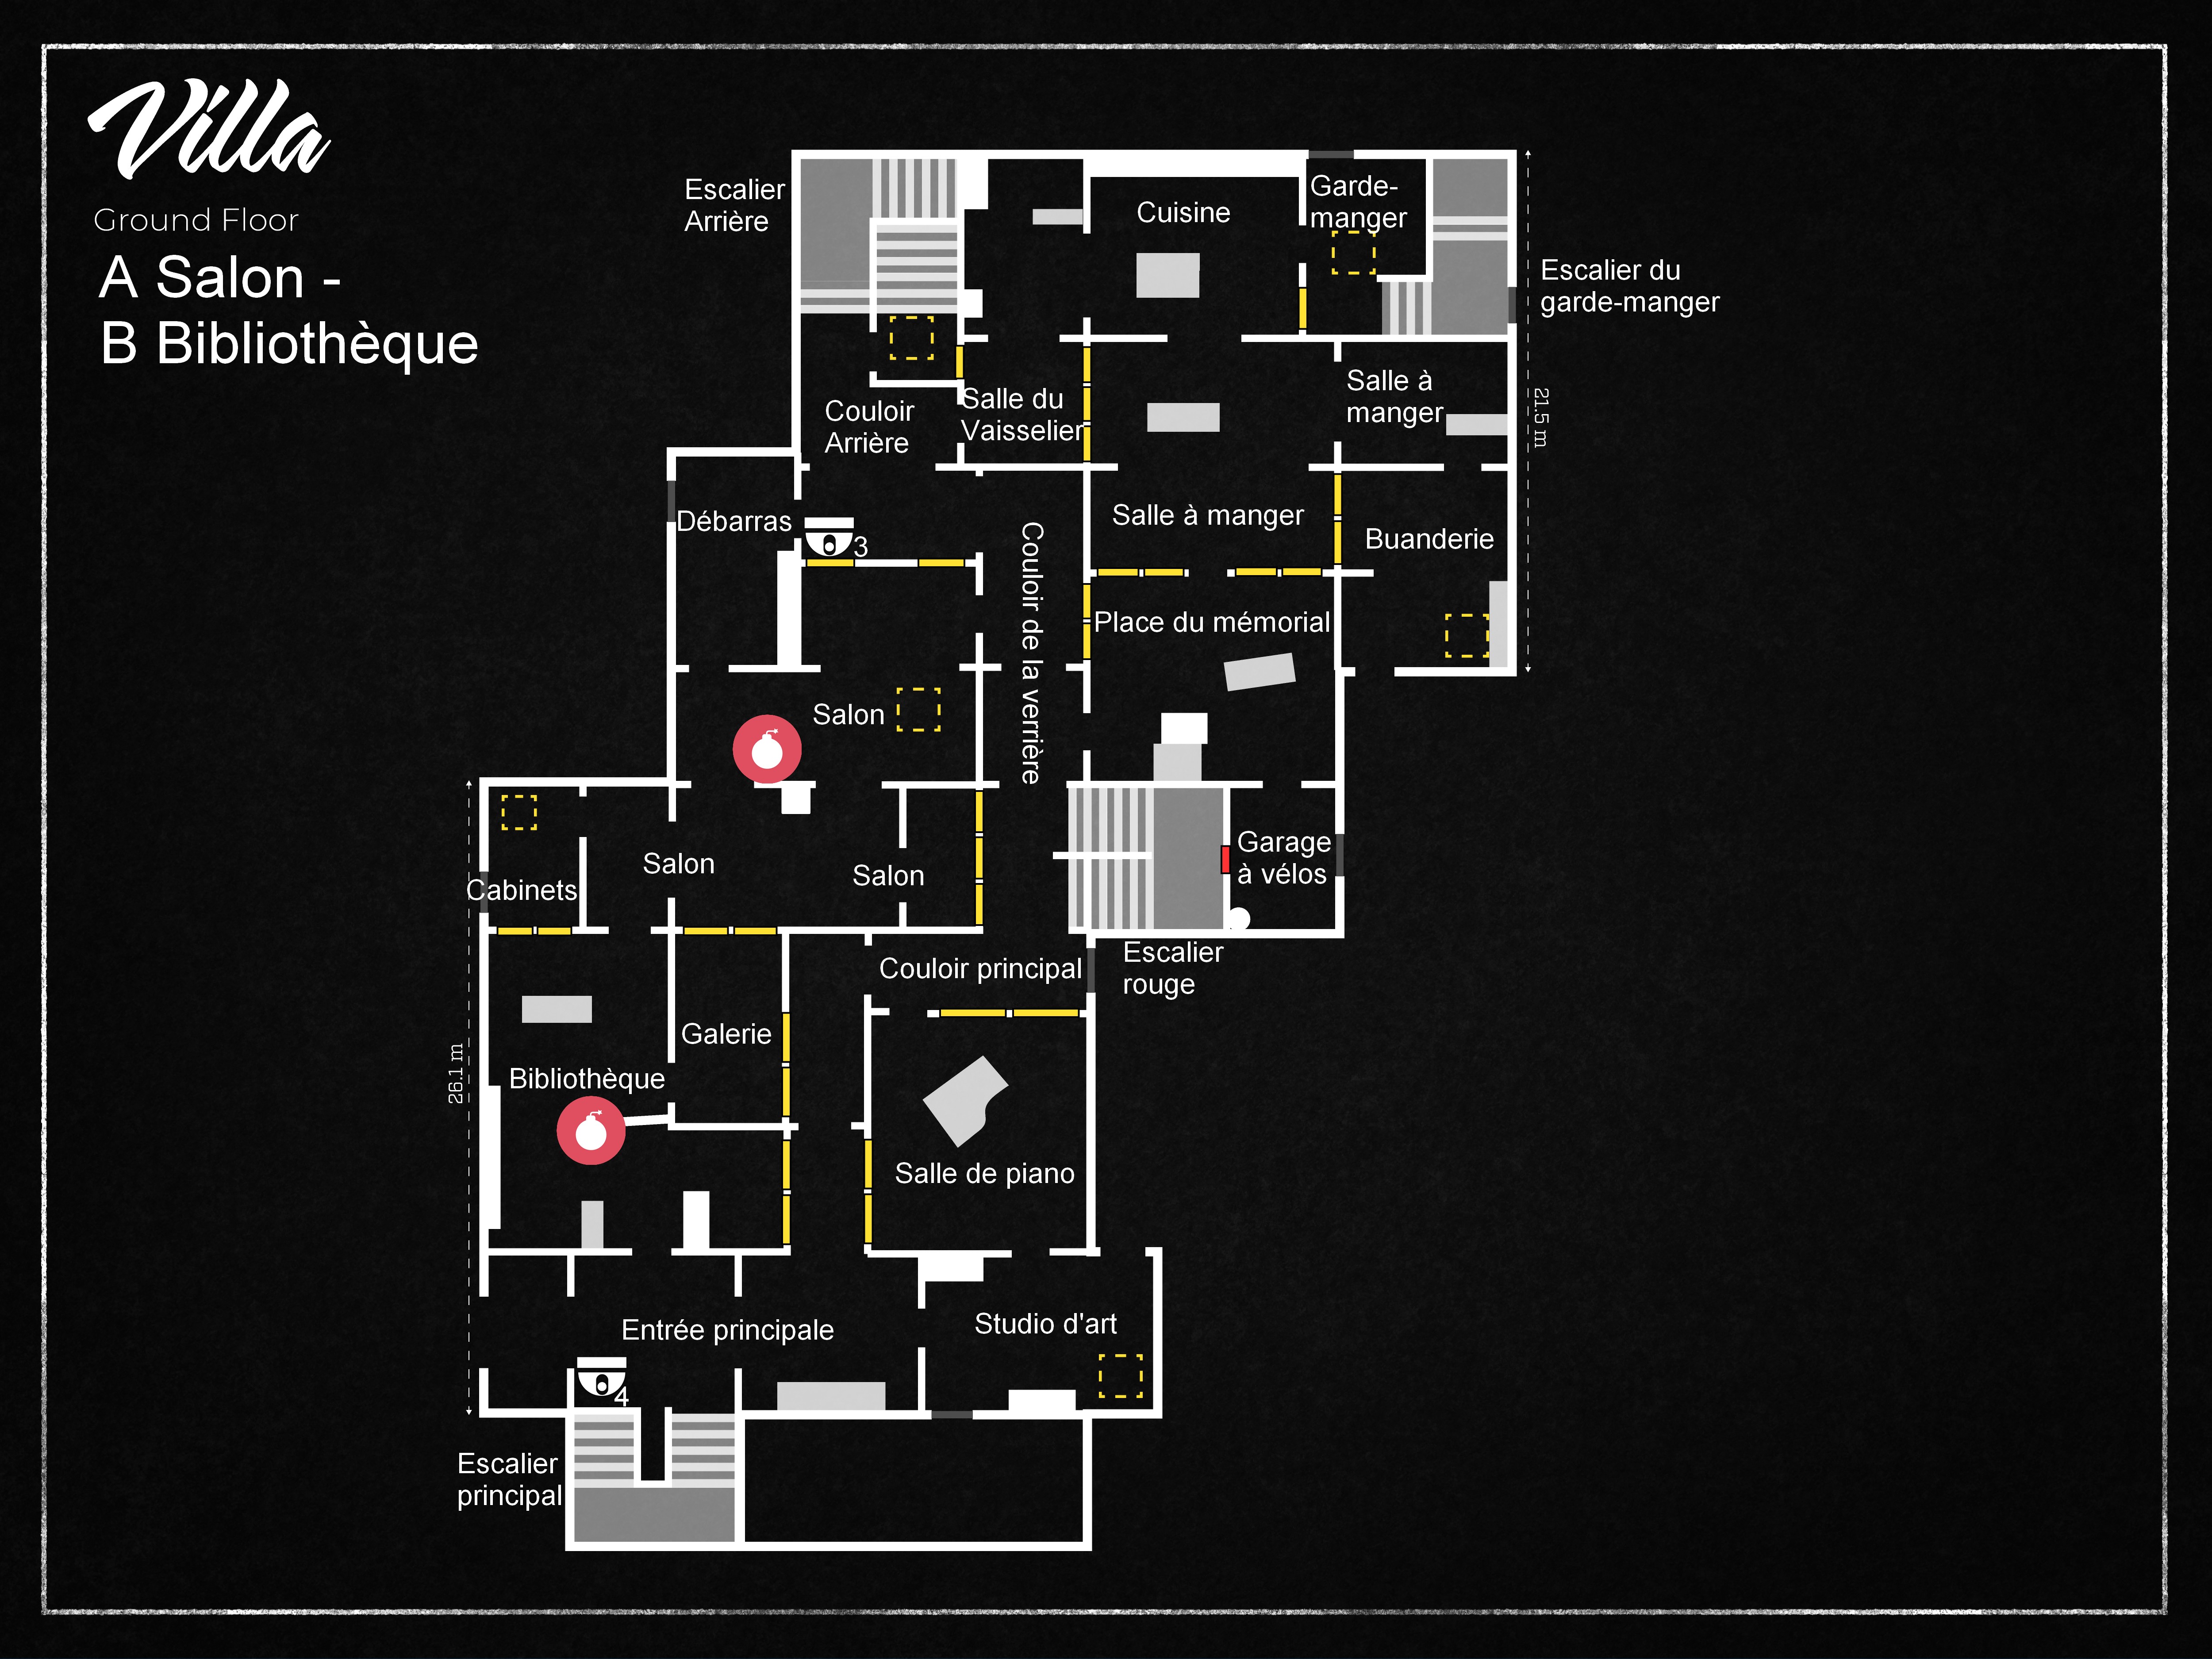 Villa
Ground Floor
A Salon -
B Bibliothèque
Escalier
Arrière
Cuisine
Garde-
manger
Escalier du
garde-manger
Couloir
Arrière
Salle du
Vaisselier
Salle à
manger
21.5 m
Débarras
3
Couloir de la verrière
Salle à manger
Buanderie
Place du mémorial
Salon
Cabinets
Salon
Salon
Garage
à vélos
Couloir principal
Escalier
rouge
Galerie
26.1 m
Bibliothèque
Salle de piano
Entrée principale
Studio d'art
4
Escalier
principal